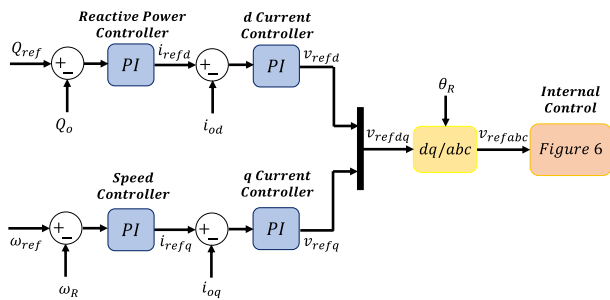 Reactive Power
Controller
d Current
Controller
Q_ref
+
−
PI
i_refd
+
−
PI
v_refd
Q_o
i_od
θ_R
Internal
Control
v_refdq
dq/abc
v_refabc
Figure 6
Speed
Controller
q Current
Controller
ω_ref
+
−
PI
i_refq
+
−
PI
v_refq
ω_R
i_oq